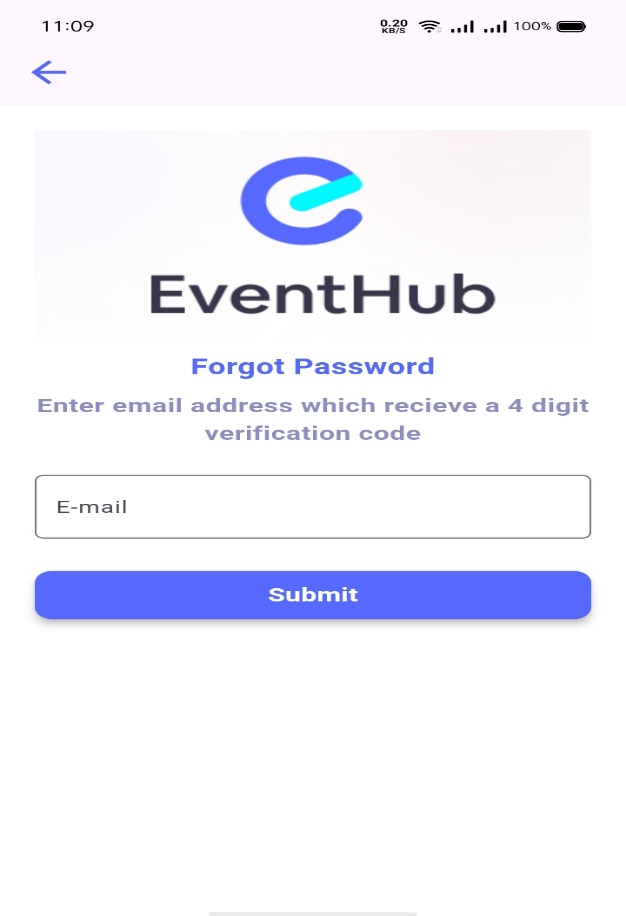 11:09
0.20
KB/S
100%
EventHub
Forgot Password
Enter email address which recieve a 4 digit
verification code
E-mail
Submit